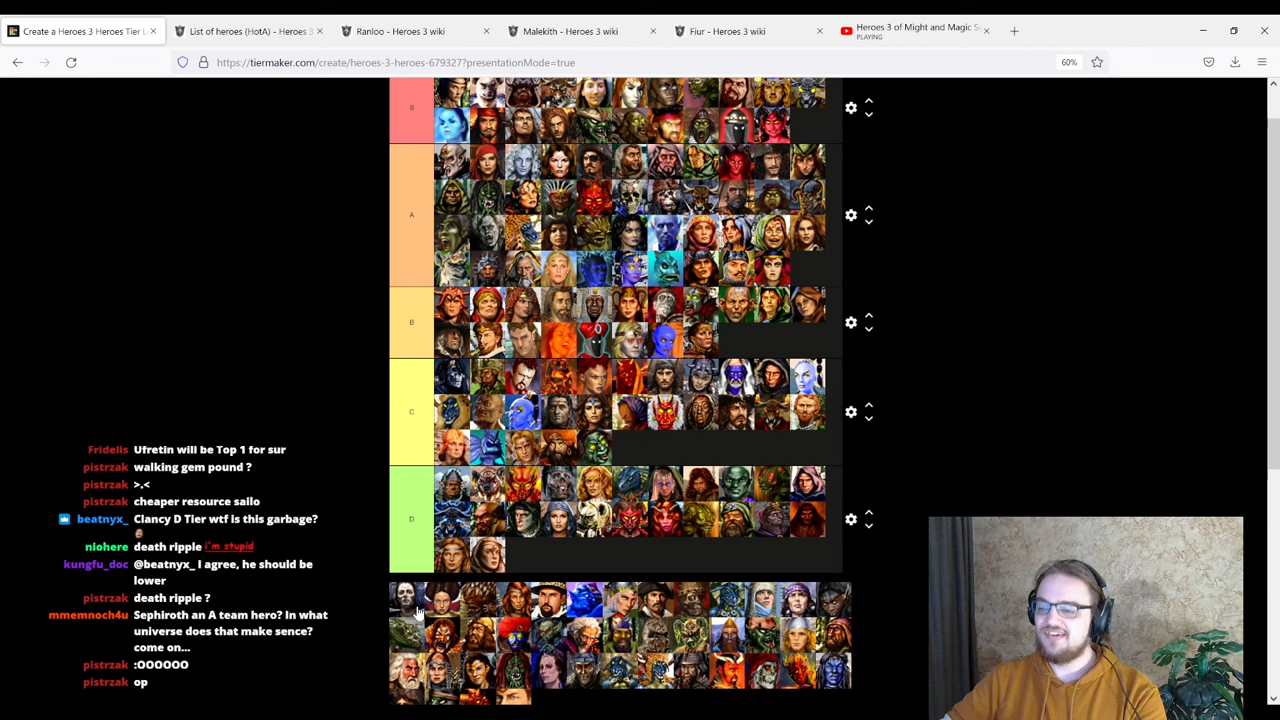 Create a Heroes 3 Heroes Tier L
List of heroes (HotA) - Heroes 3
Ranloo - Heroes 3 wiki
Malekith - Heroes 3 wiki
Fiur - Heroes 3 wiki
Heroes 3 of Might and Magic S
PLAYING
https://tiermaker.com/create/heroes-3-heroes-679327?presentationMode=true
60%
S
A
B
C
D
Fridelis Ufretin will be Top 1 for sur
pistrzak walking gem pound ?
pistrzak >.<
pistrzak cheaper resource sailo
beatnyx_ Clancy D Tier wtf is this garbage?
niohere death ripple i'm stupid
kungfu_doc @beatnyx_ I agree, he should be
lower
pistrzak death ripple ?
mmemnoch4u Sephiroth an A team hero? In what
universe does that make sence?
come on...
pistrzak :OOOOOO
pistrzak op